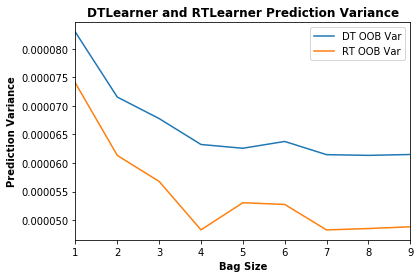 DTLearner and RTLearner Prediction Variance
DT OOB Var
RT OOB Var
Prediction Variance
0.000080
0.000075
0.000070
0.000065
0.000060
0.000055
0.000050
1 2 3 4 5 6 7 8 9
Bag Size